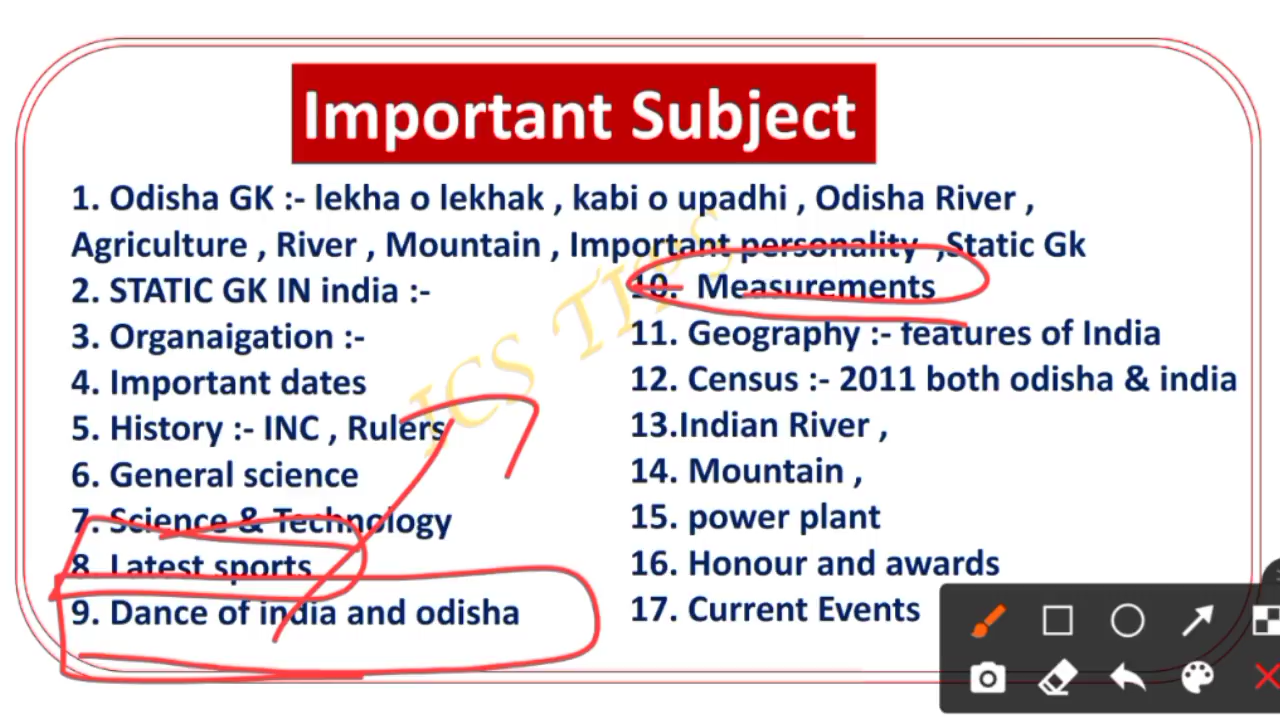 Important Subject
1. Odisha GK :- lekha o lekhak , kabi o upadhi , Odisha River ,
Agriculture , River , Mountain , Important personality ,Static Gk
2. STATIC GK IN india :-
3. Organaigation :-
4. Important dates
5. History :- INC , Rulers
6. General science
7. Science & Technology
8. Latest sports
9. Dance of india and odisha
10. Measurements
11. Geography :- features of India
12. Census :- 2011 both odisha & india
13.Indian River ,
14. Mountain ,
15. power plant
16. Honour and awards
17. Current Events